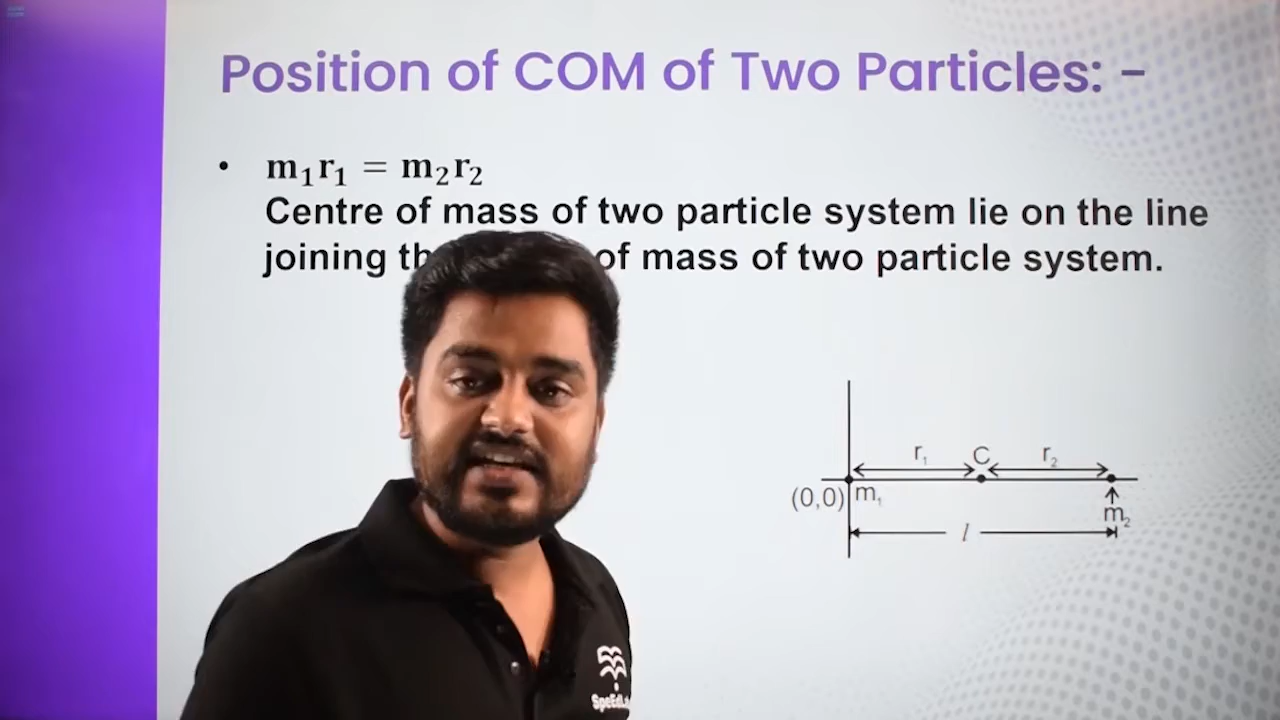 Position of COM of Two Particles: -
• m₁r₁ = m₂r₂
Centre of mass of two particle system lie on the line
joining of mass of two particle system.
r₁ C r₂
(0,0) m₁
m₂
l